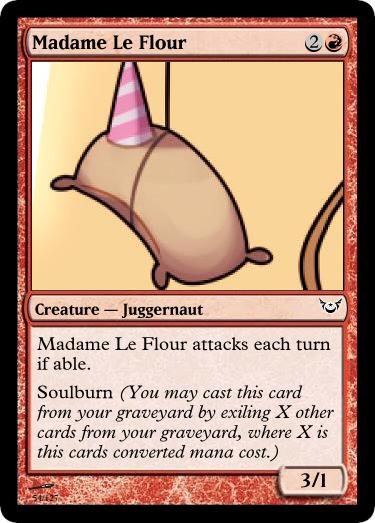 Madame Le Flour
2
Creature — Juggernaut
Madame Le Flour attacks each turn
if able.
Soulburn (You may cast this card
from your graveyard by exiling X other
cards from your graveyard, where X is
this cards converted mana cost.)
3/1